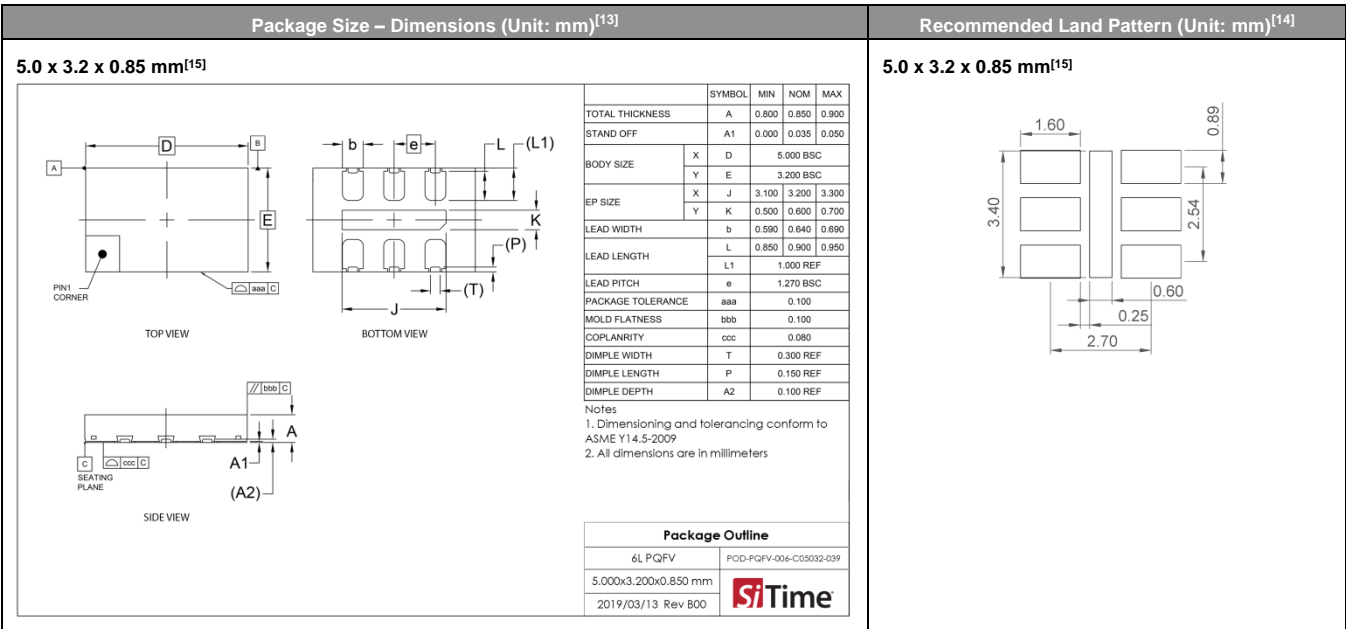 Package Size – Dimensions (Unit: mm)[13]
Recommended Land Pattern (Unit: mm)[14]
5.0 x 3.2 x 0.85 mm[15]
D
B
A
E
PIN1
CORNER
aaa C
TOP VIEW
b
e
L
(L1)
K
(P)
(T)
J
BOTTOM VIEW
// bbb C
A
A1
(A2)
C
ccc C
SEATING
PLANE
SIDE VIEW
SYMBOL MIN NOM MAX
TOTAL THICKNESS A 0.800 0.850 0.900
STAND OFF A1 0.000 0.035 0.050
BODY SIZE X D 5.000 BSC
Y E 3.200 BSC
EP SIZE X J 3.100 3.200 3.300
Y K 0.500 0.600 0.700
LEAD WIDTH b 0.590 0.640 0.690
LEAD LENGTH L 0.850 0.900 0.950
L1 1.000 REF
LEAD PITCH e 1.270 BSC
PACKAGE TOLERANCE aaa 0.100
MOLD FLATNESS bbb 0.100
COPLANRITY ccc 0.080
DIMPLE WIDTH T 0.300 REF
DIMPLE LENGTH P 0.150 REF
DIMPLE DEPTH A2 0.100 REF
Notes
1. Dimensioning and tolerancing conform to
ASME Y14.5-2009
2. All dimensions are in millimeters
Package Outline
6L PQFV POD-PQFV-006-C05032-039
5.000x3.200x0.850 mm
2019/03/13 Rev B00
SiTime
5.0 x 3.2 x 0.85 mm[15]
1.60
0.89
3.40
2.54
0.60
0.25
2.70